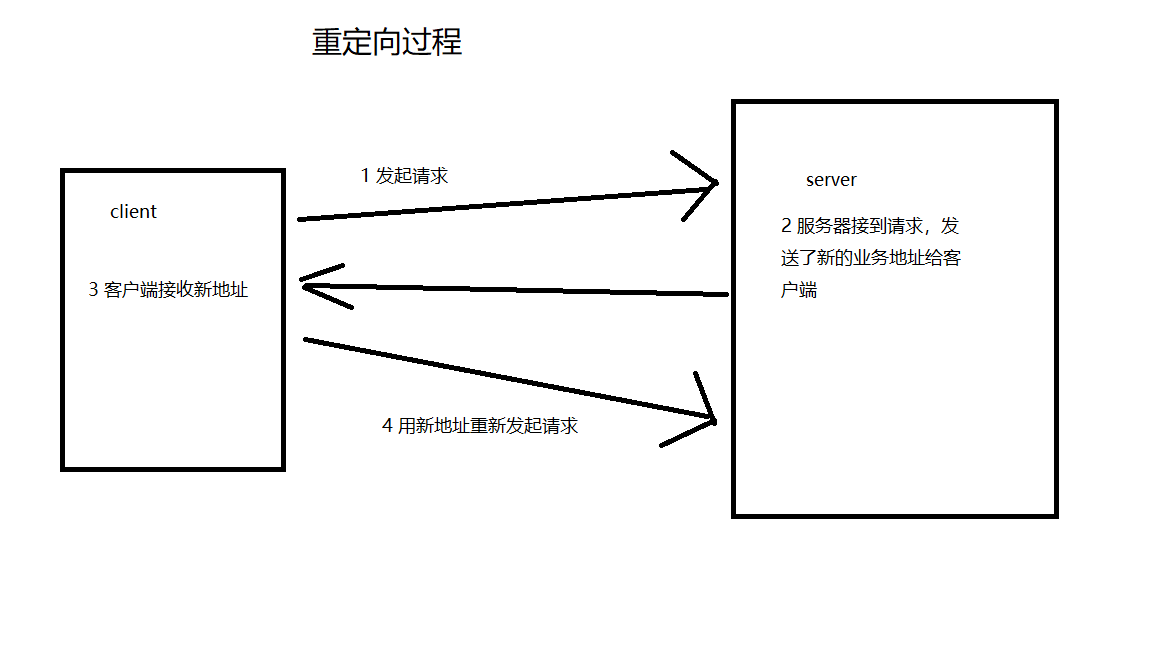 重定向过程
1 发起请求
client
3 客户端接收新地址
server
2 服务器接到请求，发
送了新的业务地址给客
户端
4 用新地址重新发起请求